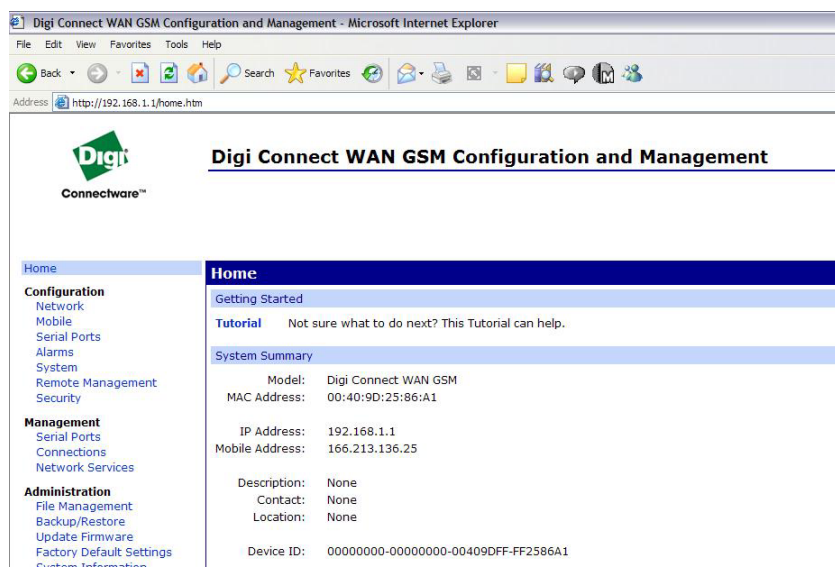 Digi Connect WAN GSM Configuration and Management - Microsoft Internet Explorer
File Edit View Favorites Tools Help
Back Search Favorites
Address http://192.168.1.1/home.htm
Digi
Connectware™
Digi Connect WAN GSM Configuration and Management
Home
Configuration
Network
Mobile
Serial Ports
Alarms
System
Remote Management
Security
Management
Serial Ports
Connections
Network Services
Administration
File Management
Backup/Restore
Update Firmware
Factory Default Settings
System Information
Home
Getting Started
Tutorial Not sure what to do next? This Tutorial can help.
System Summary
Model: Digi Connect WAN GSM
MAC Address: 00:40:9D:25:86:A1
IP Address: 192.168.1.1
Mobile Address: 166.213.136.25
Description: None
Contact: None
Location: None
Device ID: 00000000-00000000-00409DFF-FF2586A1